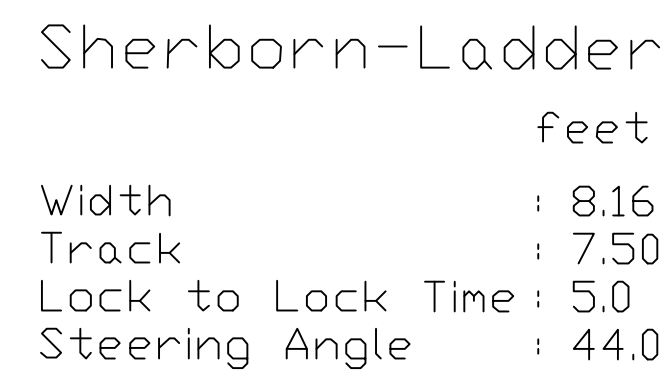 Sherborn-Ladder
feet
Width : 8.16
Track : 7.50
Lock to Lock Time : 5.0
Steering Angle : 44.0